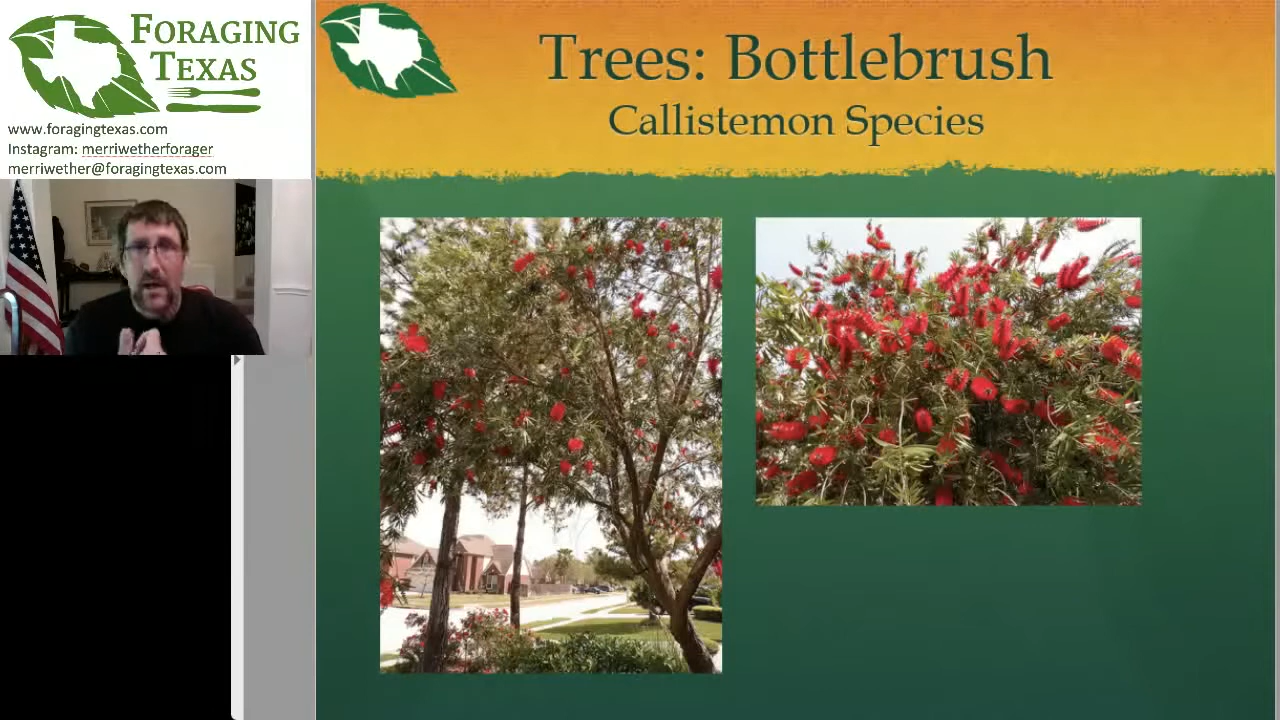 FORAGING
TEXAS
www.foragingtexas.com
Instagram: merriwetherforager
merriwether@foragingtexas.com
Trees: Bottlebrush
Callistemon Species